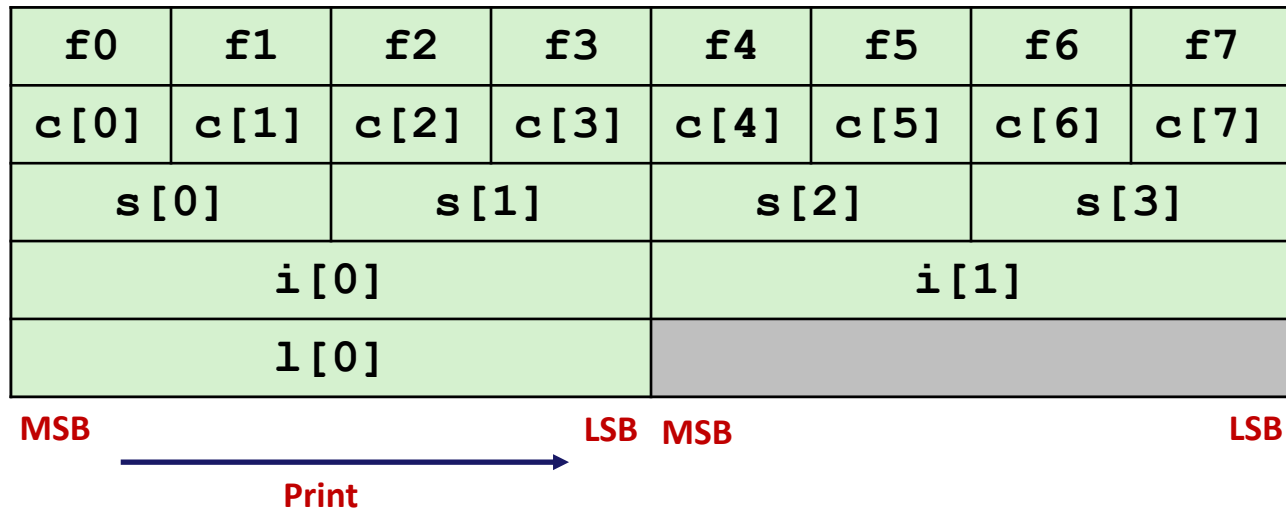 f0 f1 f2 f3 f4 f5 f6 f7
c[0] c[1] c[2] c[3] c[4] c[5] c[6] c[7]
s[0] s[1] s[2] s[3]
i[0] i[1]
l[0]
MSB LSB MSB LSB
Print